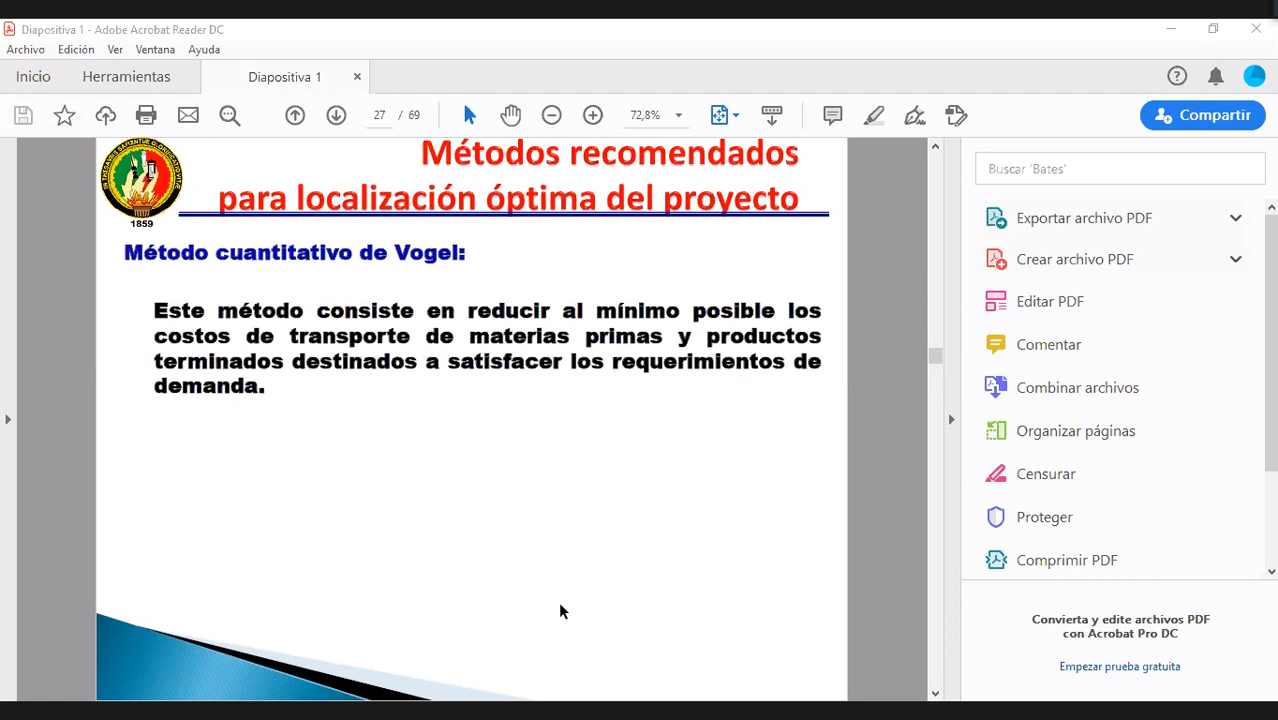 Diapositiva 1 - Adobe Acrobat Reader DC
Archivo Edición Ver Ventana Ayuda
Inicio Herramientas Diapositiva 1
27 / 69 72,8% Compartir
Métodos recomendados
para localización óptima del proyecto
1859
Método cuantitativo de Vogel:
Este método consiste en reducir al mínimo posible los
costos de transporte de materias primas y productos
terminados destinados a satisfacer los requerimientos de
demanda.
Buscar 'Bates'
Exportar archivo PDF
Crear archivo PDF
Editar PDF
Comentar
Combinar archivos
Organizar páginas
Censurar
Proteger
Comprimir PDF
Convierta y edite archivos PDF
con Acrobat Pro DC
Empezar prueba gratuita